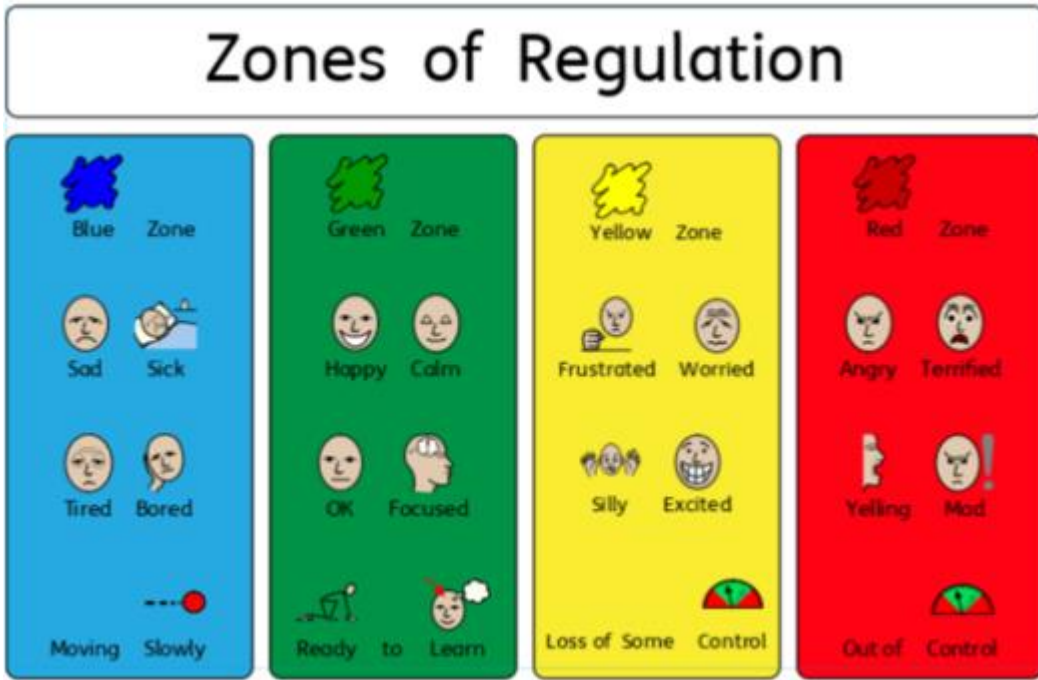 Zones of Regulation
Blue Zone
Sad Sick
Tired Bored
Moving Slowly
Green Zone
Happy Calm
OK Focused
Ready to Learn
Yellow Zone
Frustrated Worried
Silly Excited
Loss of Some Control
Red Zone
Angry Terrified
Yelling Mad
Out of Control